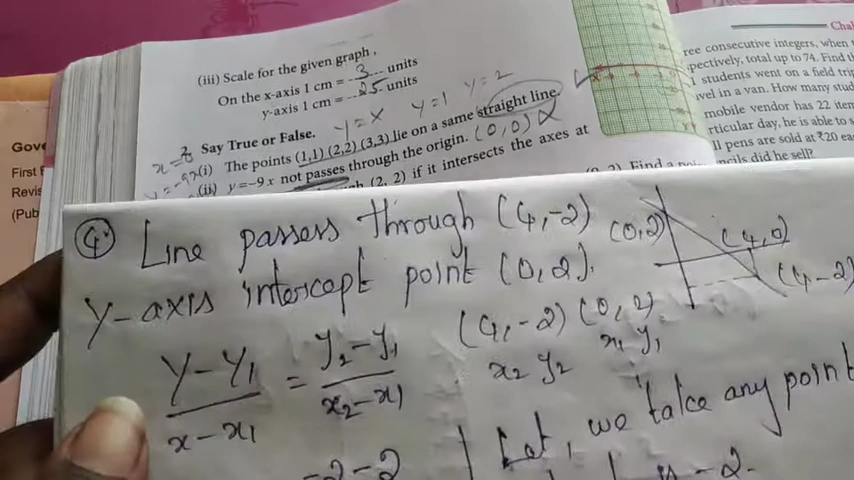 (iii) Scale for the given graph ,
On the x-axis 1 cm = 3 units
y-axis 1 cm = 25 units
y=x y=1 y=2
2. Say True or False.
(i) The points (1,1) (2,2) (3,3) lie on a same straight line.
(ii) y=-9x not passes through the origin. (0,0)
(2, 2) if it intersects the axes at
ree consecutive integers, when
pectively, total up to 74. Find
students went on a field trip
vel in a van. How many stud
mobile vendor has 22 item
rticular day, he is able to s
pens are sold at ₹20 ea
ncils did he sell?
Gove
First
Revis
(Pu
④ Line passes through (4,-2)
Y-axis intercept point (0,2).
(0,2) (4,0)
(4-2)
(4,-2) (0,2)
x2 y2 x1 y1
y-y1 / x-x1 = y2-y1 / x2-x1
Let, we take any point
-2-2